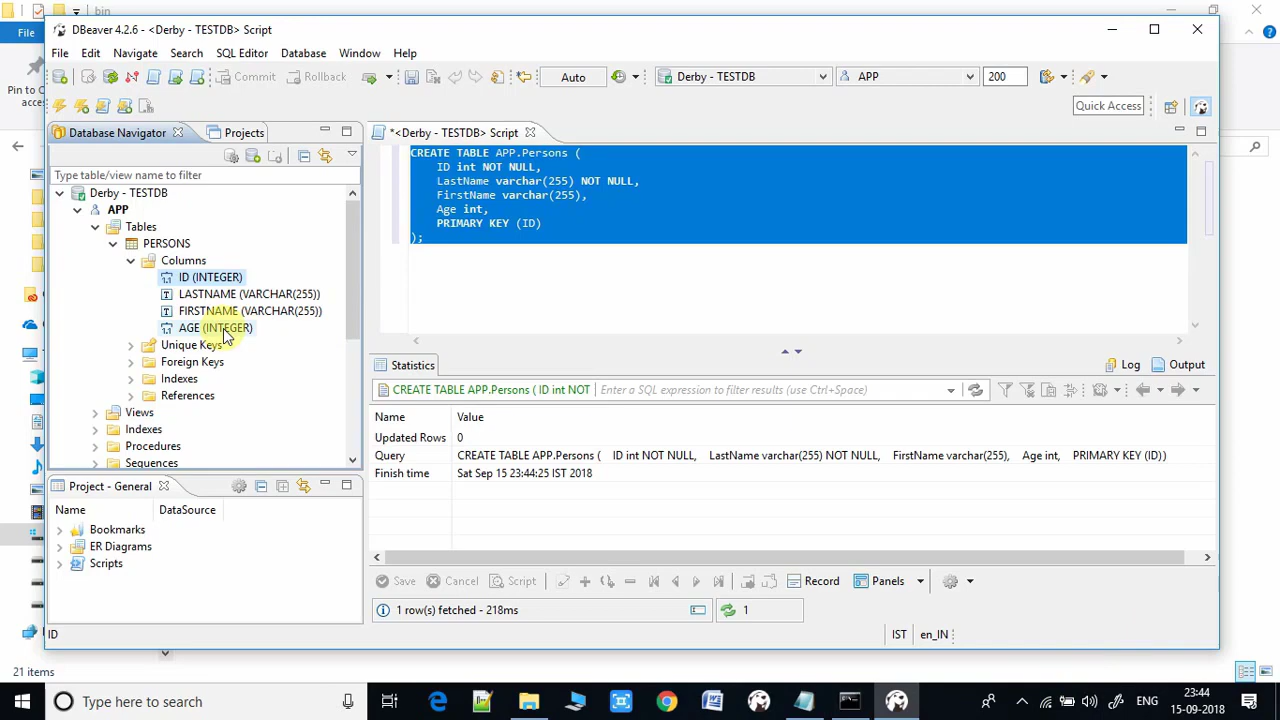 bin
File
DBeaver 4.2.6 - <Derby - TESTDB> Script
File Edit Navigate Search SQL Editor Database Window Help
Commit Rollback Auto Derby - TESTDB APP 200
Pin to Q
acces
Quick Access
Database Navigator Projects
*<Derby - TESTDB> Script
Type table/view name to filter
Derby - TESTDB
APP
Tables
PERSONS
Columns
ID (INTEGER)
LASTNAME (VARCHAR(255))
FIRSTNAME (VARCHAR(255))
AGE (INTEGER)
Unique Keys
Foreign Keys
Indexes
References
Views
Indexes
Procedures
Sequences
CREATE TABLE APP.Persons (
ID int NOT NULL,
LastName varchar(255) NOT NULL,
FirstName varchar(255),
Age int,
PRIMARY KEY (ID)
);
Statistics
Log Output
CREATE TABLE APP.Persons ( ID int NOT Enter a SQL expression to filter results (use Ctrl+Space)
Name Value
Updated Rows 0
Query CREATE TABLE APP.Persons ( ID int NOT NULL, LastName varchar(255) NOT NULL, FirstName varchar(255), Age int, PRIMARY KEY (ID))
Finish time Sat Sep 15 23:44:25 IST 2018
Project - General
Name DataSource
Bookmarks
ER Diagrams
Scripts
Save Cancel Script Record Panels
1 row(s) fetched - 218ms 1
ID
IST en_IN
21 items
Type here to search
ENG
23:44
15-09-2018